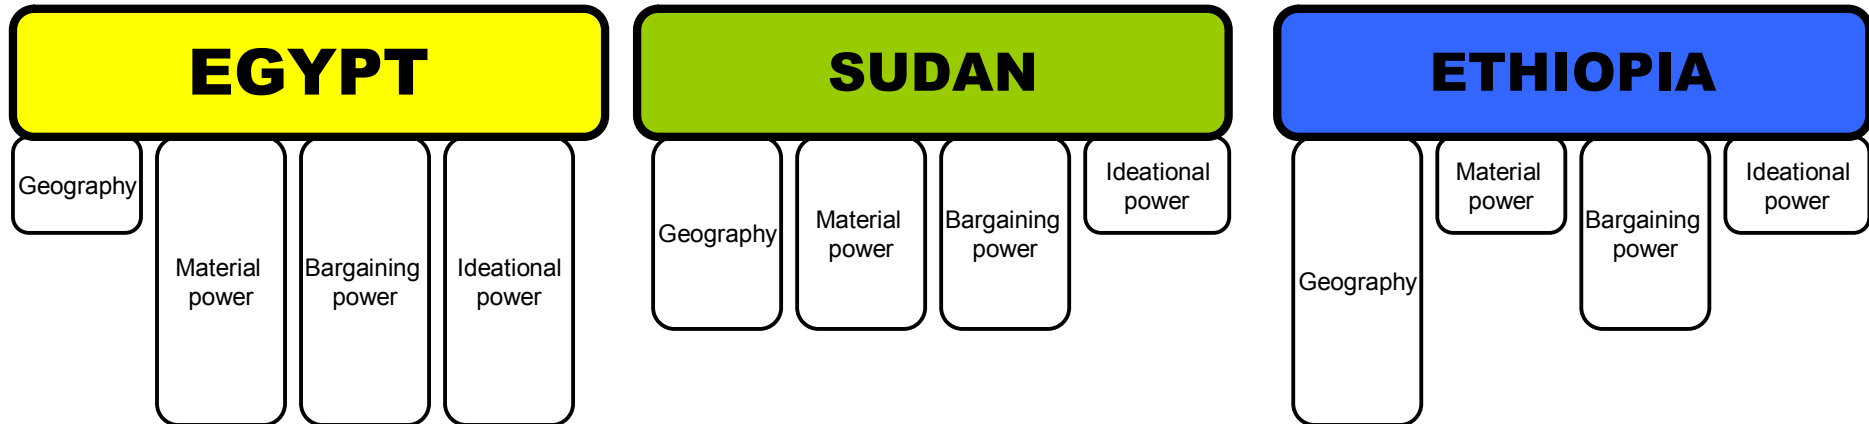 EGYPT
Geography
Material
power
Bargaining
power
Ideational
power
SUDAN
Geography
Material
power
Bargaining
power
Ideational
power
ETHIOPIA
Geography
Material
power
Bargaining
power
Ideational
power